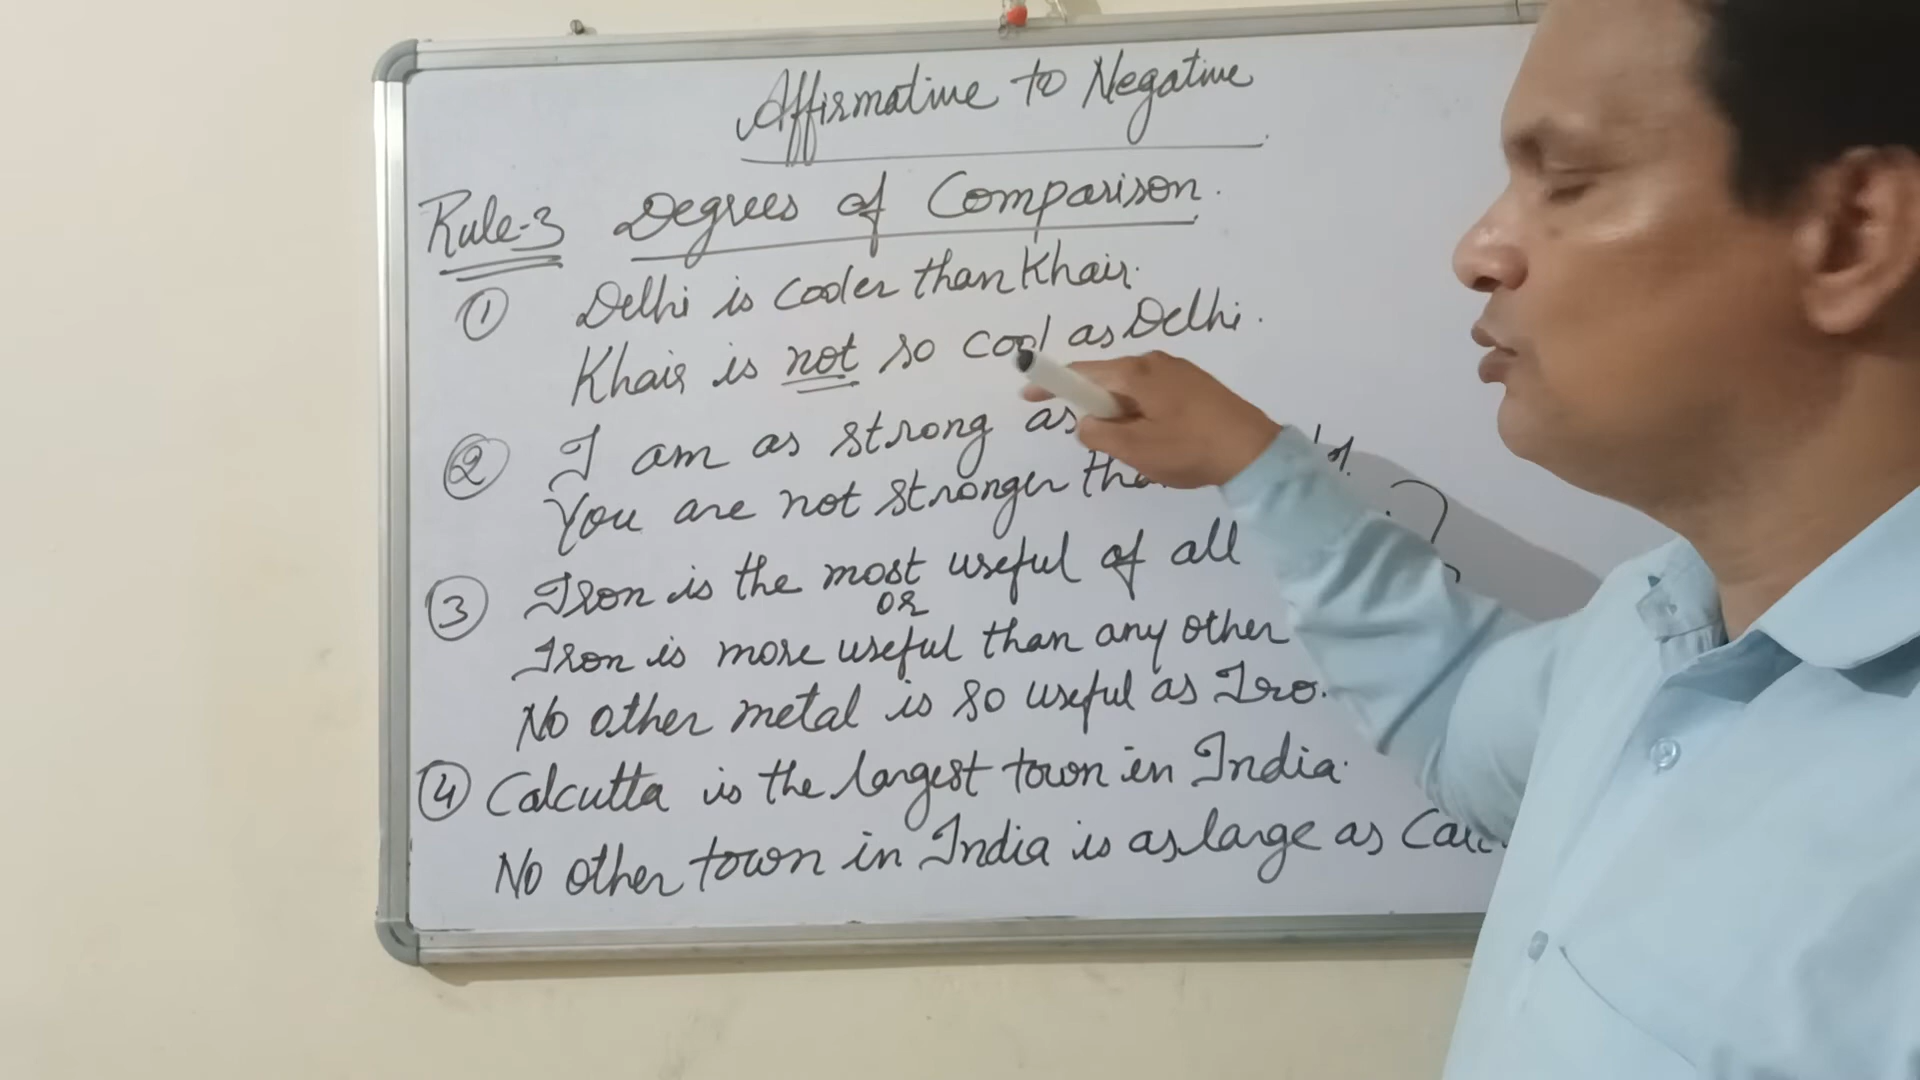 Affirmative to Negative
Rule-3 Degrees of Comparison.
① Delhi is cooler than Khair.
Khair is not so cool as Delhi.
② I am as strong as
You are not stronger
③ Iron is the most useful of all
OR
Iron is more useful than any other
No other metal is so useful as
④ Calcutta is the largest town in India.
No other town in India is as large as